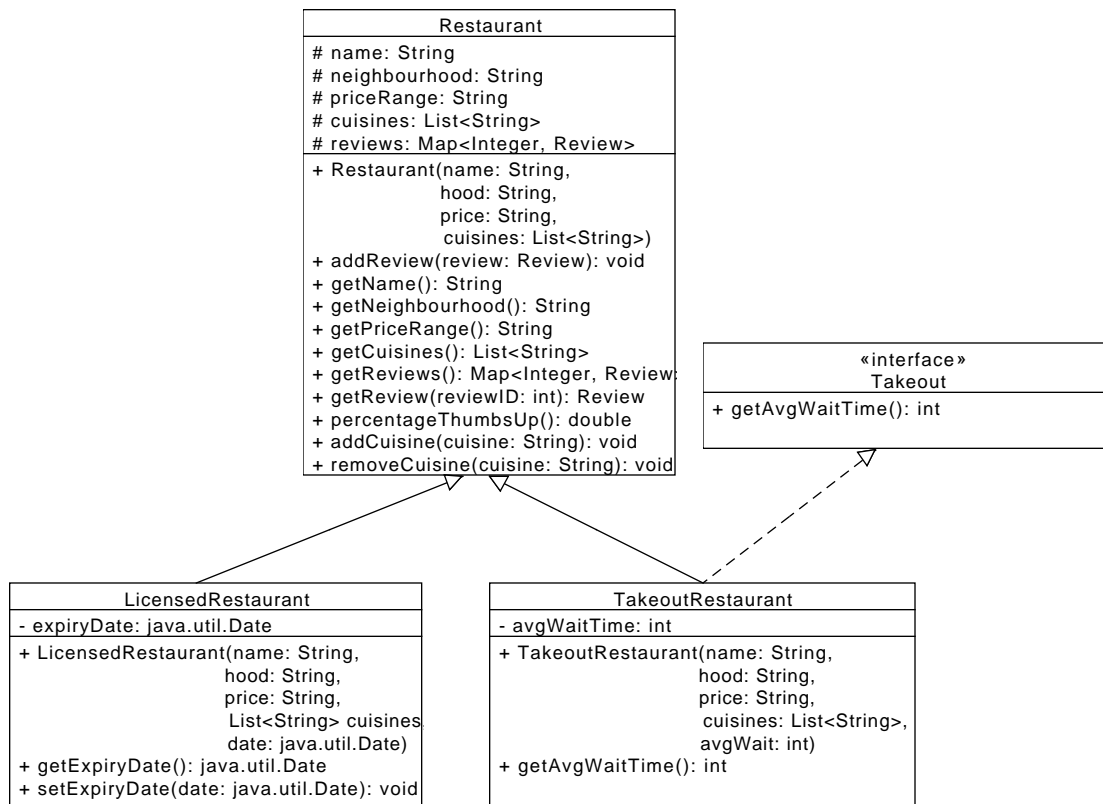 Restaurant
# name: String
# neighbourhood: String
# priceRange: String
# cuisines: List<String>
# reviews: Map<Integer, Review>
+ Restaurant(name: String,
hood: String,
price: String,
cuisines: List<String>)
+ addReview(review: Review): void
+ getName(): String
+ getNeighbourhood(): String
+ getPriceRange(): String
+ getCuisines(): List<String>
+ getReviews(): Map<Integer, Review>
+ getReview(reviewID: int): Review
+ percentageThumbsUp(): double
+ addCuisine(cuisine: String): void
+ removeCuisine(cuisine: String): void
«interface»
Takeout
+ getAvgWaitTime(): int
LicensedRestaurant
- expiryDate: java.util.Date
+ LicensedRestaurant(name: String,
hood: String,
price: String,
List<String> cuisines,
date: java.util.Date)
+ getExpiryDate(): java.util.Date
+ setExpiryDate(date: java.util.Date): void
TakeoutRestaurant
- avgWaitTime: int
+ TakeoutRestaurant(name: String,
hood: String,
price: String,
cuisines: List<String>,
avgWait: int)
+ getAvgWaitTime(): int